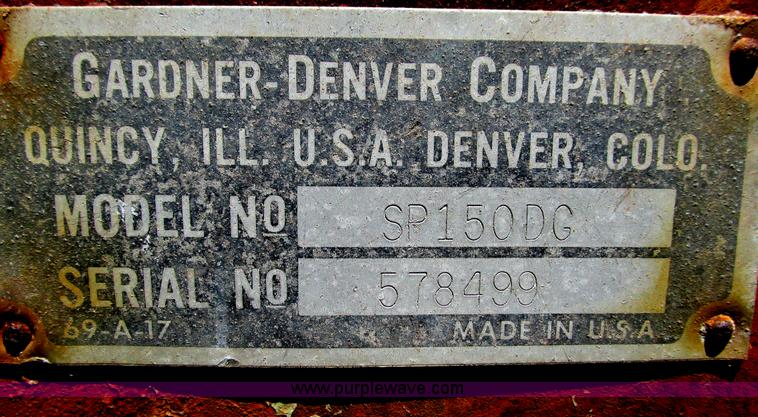 GARDNER-DENVER COMPANY
QUINCY, ILL. U.S.A. DENVER, COLO.
MODEL NO SP150DG
SERIAL NO 578499
69-A-17 MADE IN U.S.A
www.purplewave.com